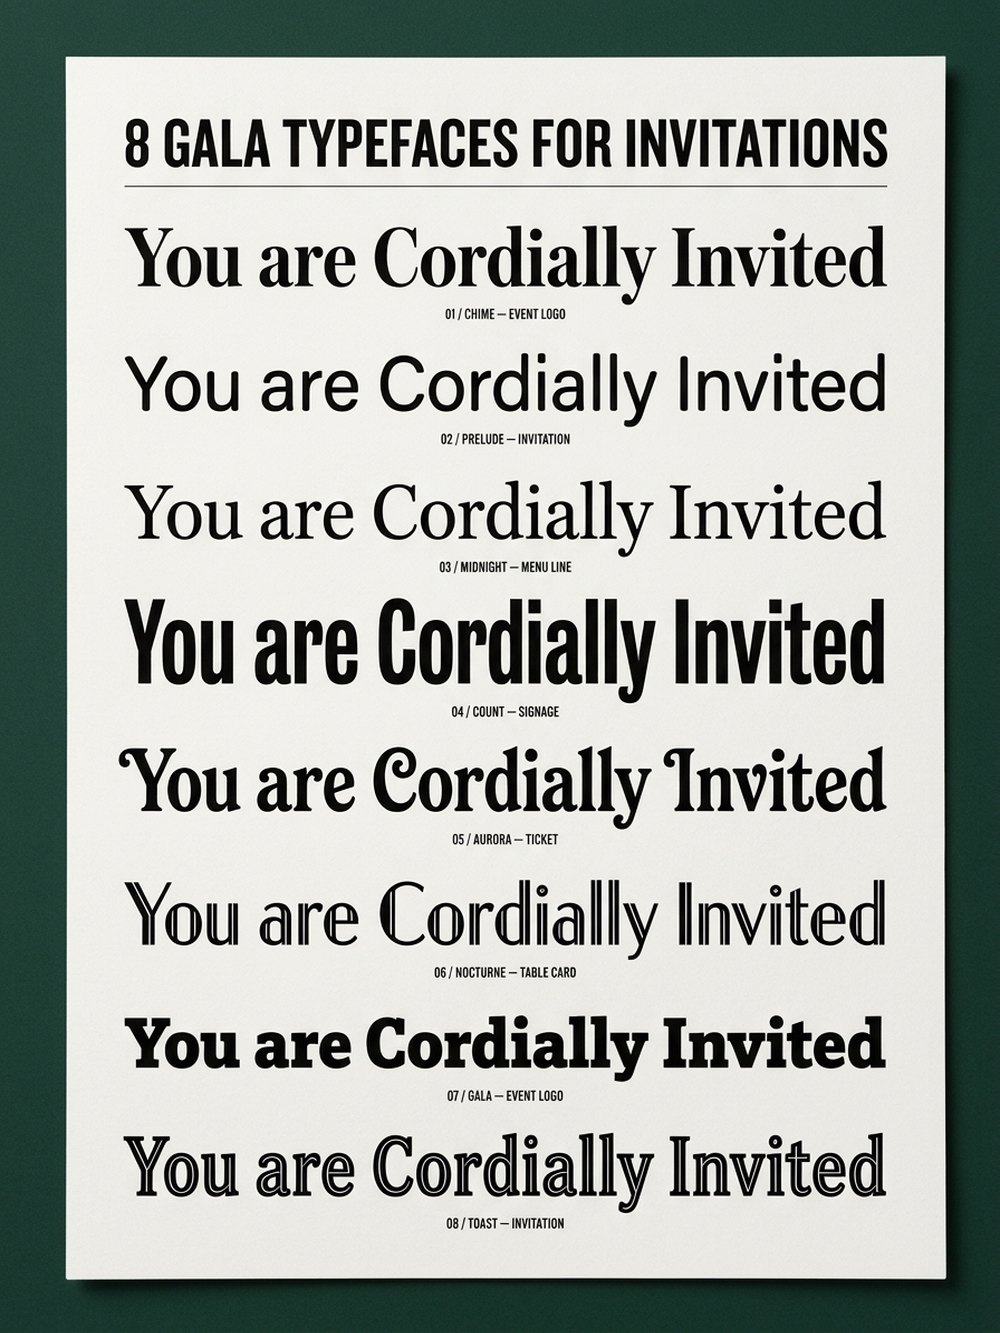 8 GALA TYPEFACES FOR INVITATIONS
You are Cordially Invited
01 / CHIME — EVENT LOGO
You are Cordially Invited
02 / PRELUDE — INVITATION
You are Cordially Invited
03 / MIDNIGHT — MENU LINE
You are Cordially Invited
04 / COUNT — SIGNAGE
You are Cordially Invited
05 / AURORA — TICKET
You are Cordially Invited
06 / NOCTURNE — TABLE CARD
You are Cordially Invited
07 / GALA — EVENT LOGO
You are Cordially Invited
08 / TOAST — INVITATION